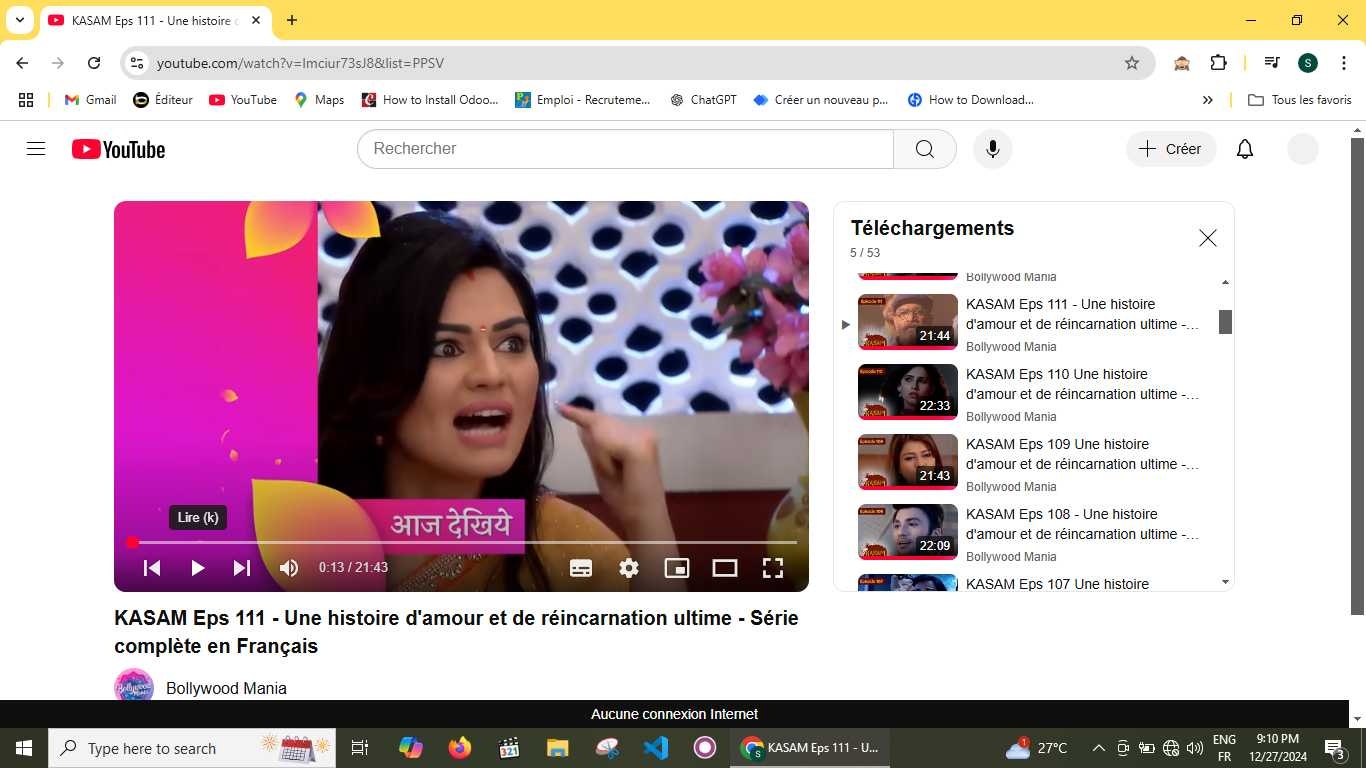 KASAM Eps 111 - Une histoire d
youtube.com/watch?v=Imciur73sJ8&list=PPSV
S
Gmail
Éditeur
YouTube
Maps
How to Install Odoo...
Emploi - Recruteme...
ChatGPT
Créer un nouveau p...
How to Download...
Tous les favoris
YouTube
Rechercher
Créer
आज देखिये
Lire (k)
0:13 / 21:43
KASAM Eps 111 - Une histoire d'amour et de réincarnation ultime - Série
complète en Français
Bollywood Mania
Téléchargements
5 / 53
Bollywood Mania
21:44
KASAM Eps 111 - Une histoire
d'amour et de réincarnation ultime -...
Bollywood Mania
22:33
KASAM Eps 110 Une histoire
d'amour et de réincarnation ultime -...
Bollywood Mania
21:43
KASAM Eps 109 Une histoire
d'amour et de réincarnation ultime -...
Bollywood Mania
22:09
KASAM Eps 108 - Une histoire
d'amour et de réincarnation ultime -...
Bollywood Mania
KASAM Eps 107 Une histoire
Aucune connexion Internet
Type here to search
KASAM Eps 111 - U...
27°C
ENG
FR
9:10 PM
12/27/2024
3